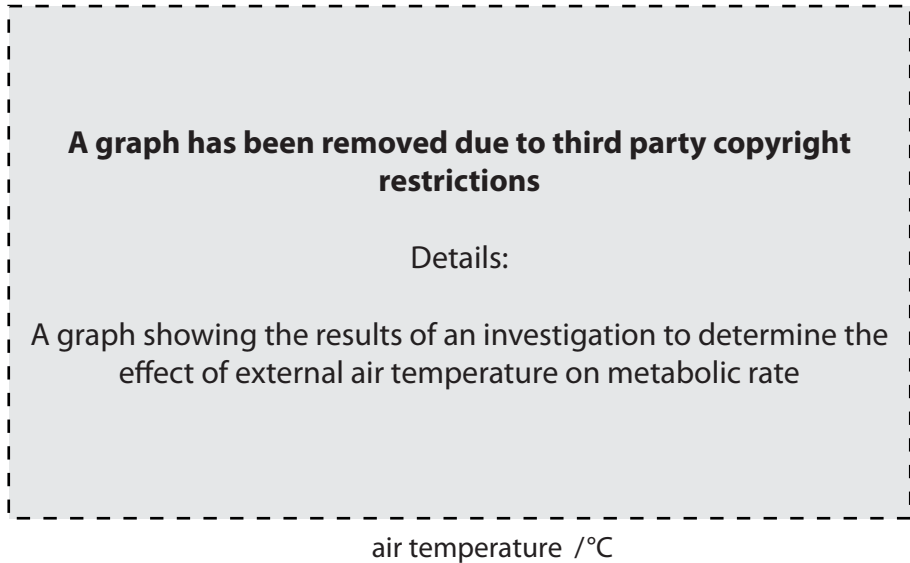 A graph has been removed due to third party copyright
restrictions
Details:
A graph showing the results of an investigation to determine the
effect of external air temperature on metabolic rate
air temperature /°C